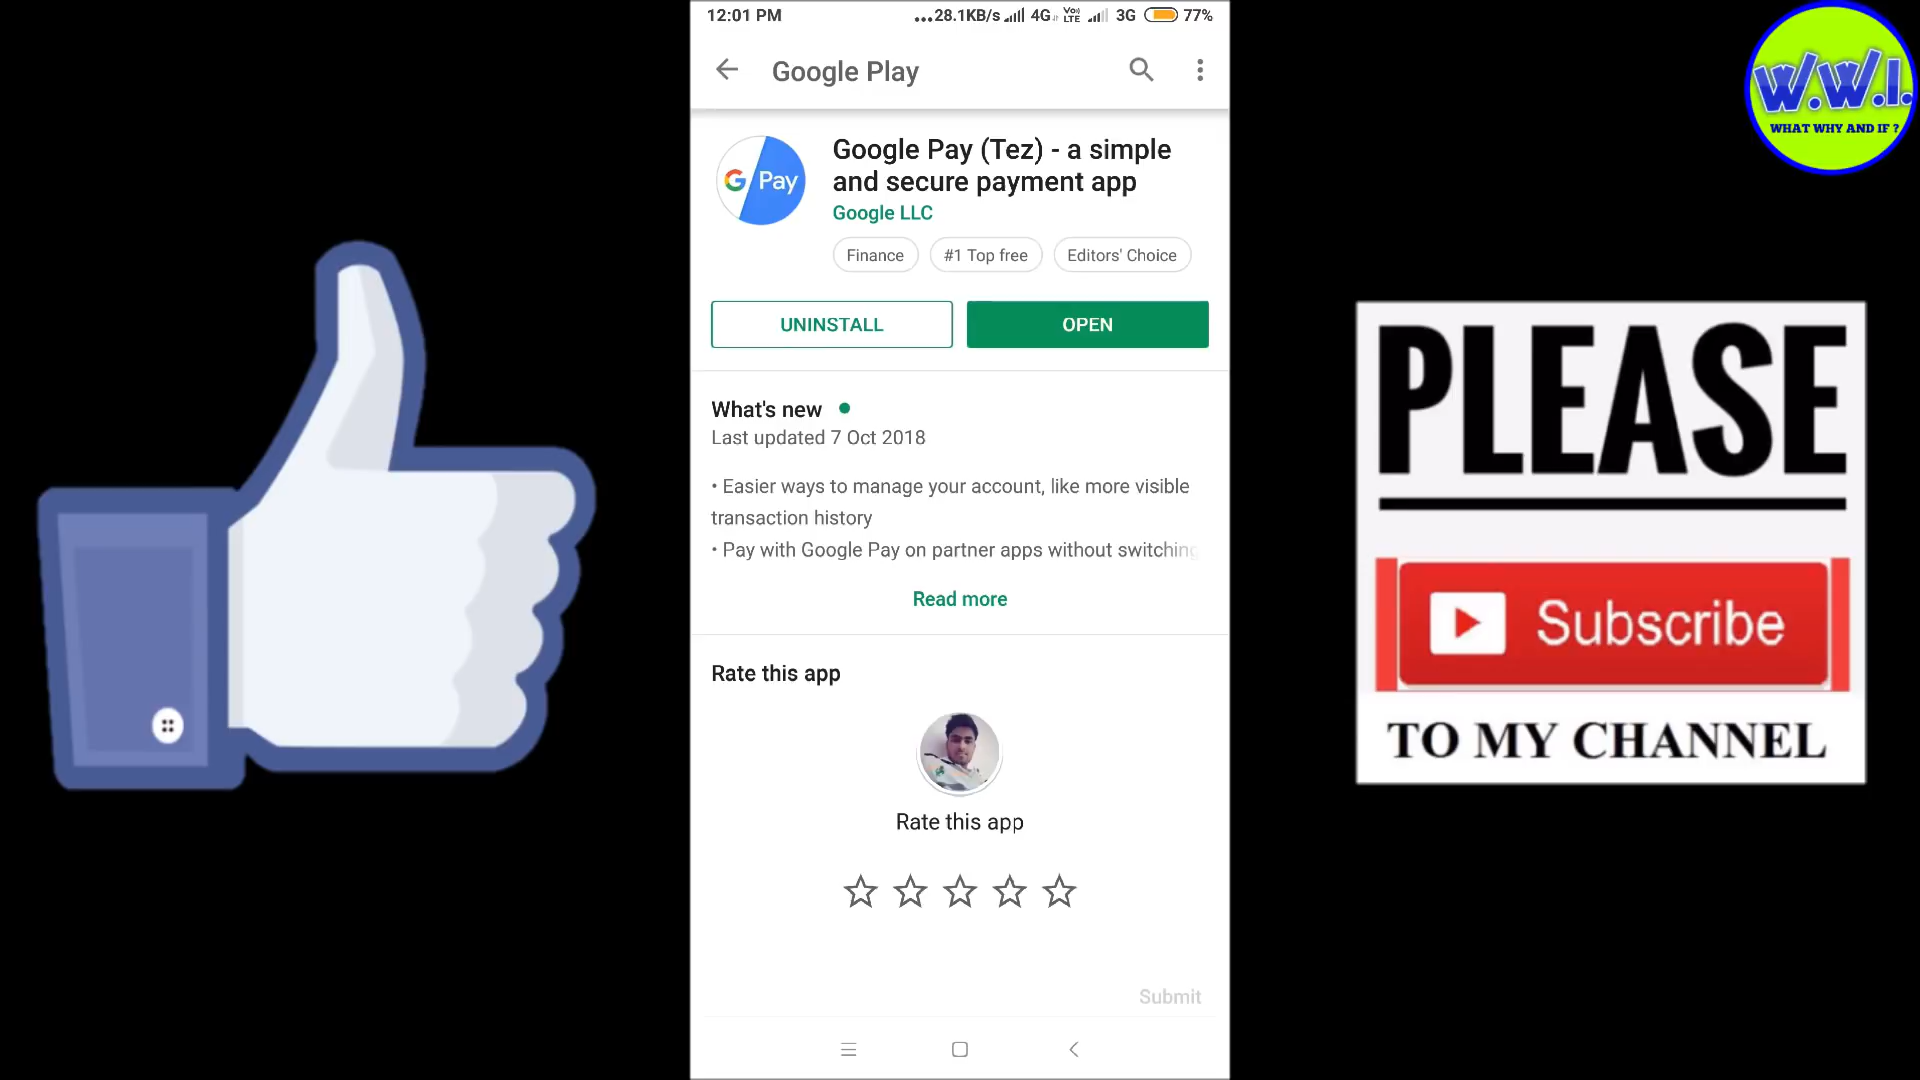 12:01 PM
...28.1KB/s 4G VoLTE 3G 77%
Google Play
W.W.I.
WHAT WHY AND IF ?
Google Pay (Tez) - a simple
and secure payment app
G Pay
Google LLC
Finance
#1 Top free
Editors' Choice
UNINSTALL
OPEN
What's new
Last updated 7 Oct 2018
• Easier ways to manage your account, like more visible
transaction history
• Pay with Google Pay on partner apps without switching
Read more
Rate this app
Rate this app
Submit
PLEASE
Subscribe
TO MY CHANNEL